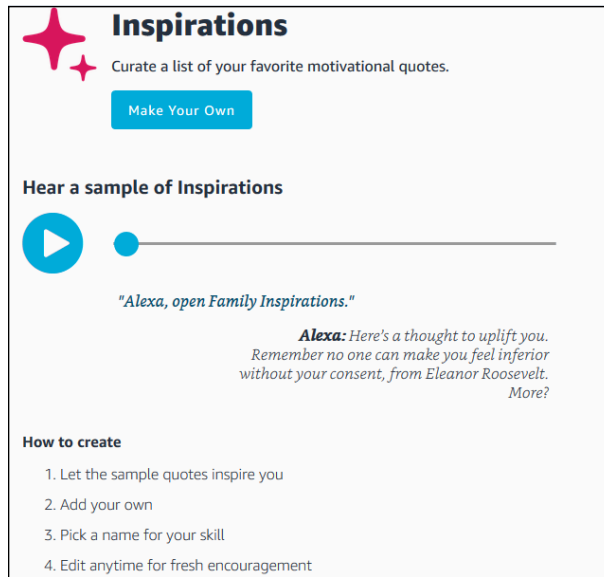 Inspirations
Curate a list of your favorite motivational quotes.
Make Your Own
Hear a sample of Inspirations
"Alexa, open Family Inspirations."
Alexa: Here's a thought to uplift you.
Remember no one can make you feel inferior
without your consent, from Eleanor Roosevelt.
More?
How to create
1. Let the sample quotes inspire you
2. Add your own
3. Pick a name for your skill
4. Edit anytime for fresh encouragement